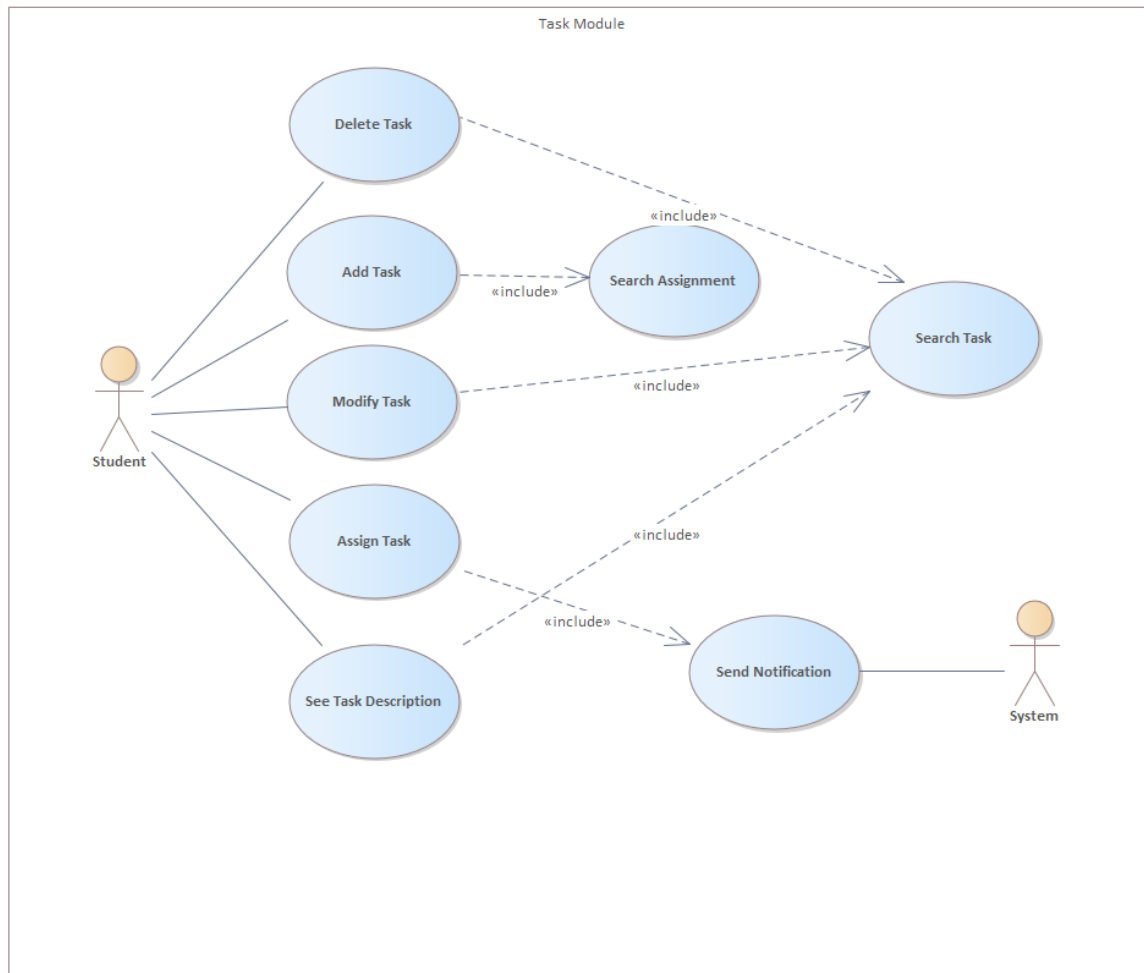 Task Module
Delete Task
«include»
Add Task
Search Assignment
«include»
Search Task
Modify Task
«include»
Student
Assign Task
«include»
«include»
See Task Description
Send Notification
System